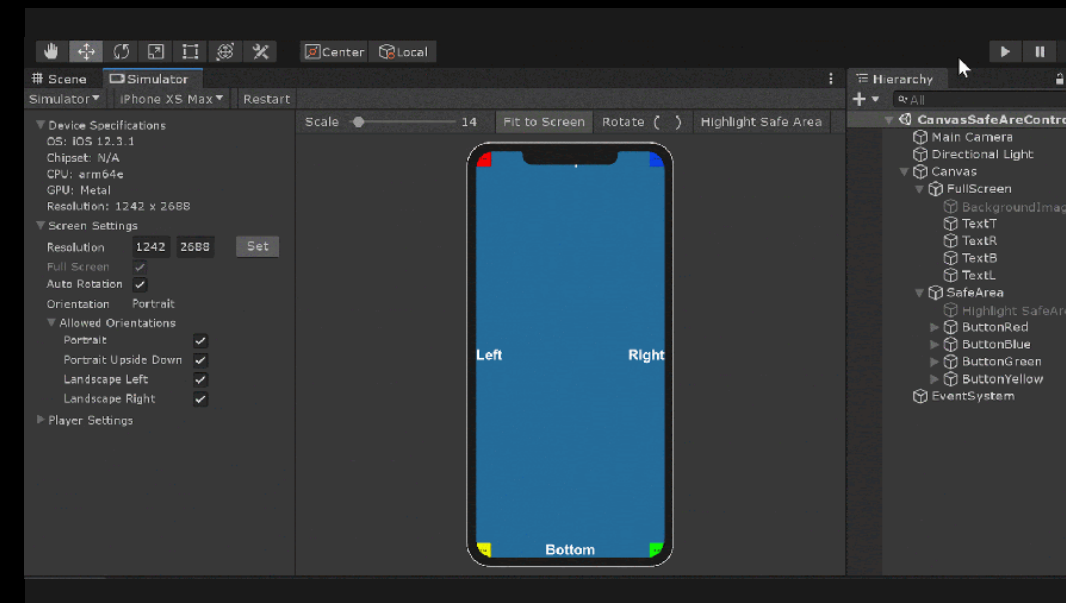 Center Local
Scene Simulator
Hierarchy
Simulator iPhone XS Max Restart
All
Scale 14 Fit to Screen Rotate Highlight Safe Area
Device Specifications
OS: iOS 12.3.1
Chipset: N/A
CPU: arm64e
GPU: Metal
Resolution: 1242 x 2688
Screen Settings
Resolution 1242 2688 Set
Full Screen
Auto Rotation
Orientation Portrait
Allowed Orientations
Portrait
Portrait Upside Down
Landscape Left
Landscape Right
Player Settings
Left Right
Bottom
CanvasSafeAreContro
Main Camera
Directional Light
Canvas
FullScreen
BackgroundImag
TextT
TextR
TextB
TextL
SafeArea
Highlight SafeAre
ButtonRed
ButtonBlue
ButtonGreen
ButtonYellow
EventSystem